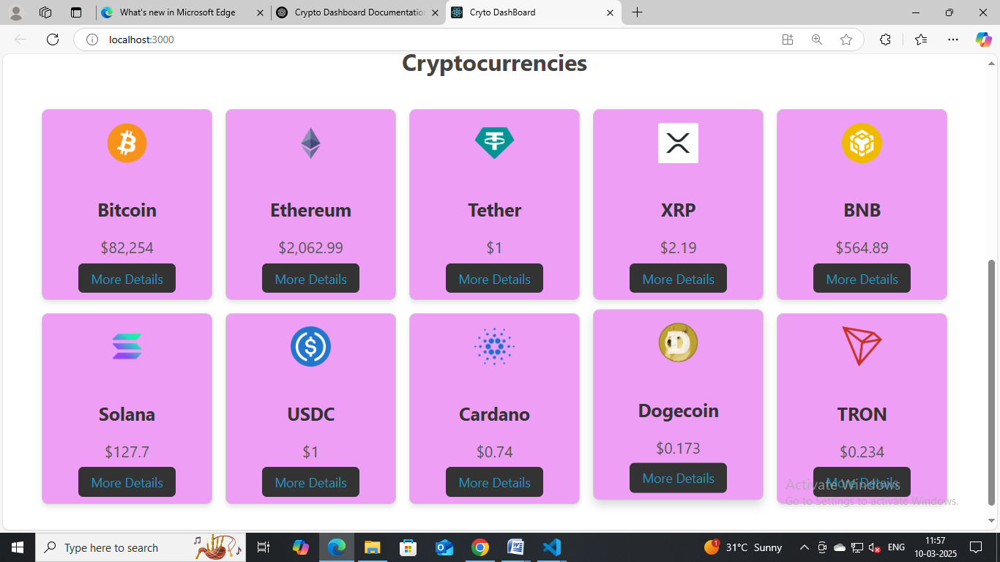 What's new in Microsoft Edge
Crypto Dashboard Documentation
Cryto DashBoard
localhost:3000
Cryptocurrencies
Bitcoin
$82,254
More Details
Ethereum
$2,062.99
More Details
Tether
$1
More Details
XRP
$2.19
More Details
BNB
$564.89
More Details
Solana
$127.7
More Details
USDC
$1
More Details
Cardano
$0.74
More Details
Dogecoin
$0.173
More Details
TRON
$0.234
More Details
Activate Windows
Go to Settings to activate Windows.
Type here to search
1
31°C Sunny
ENG
11:57
10-03-2025